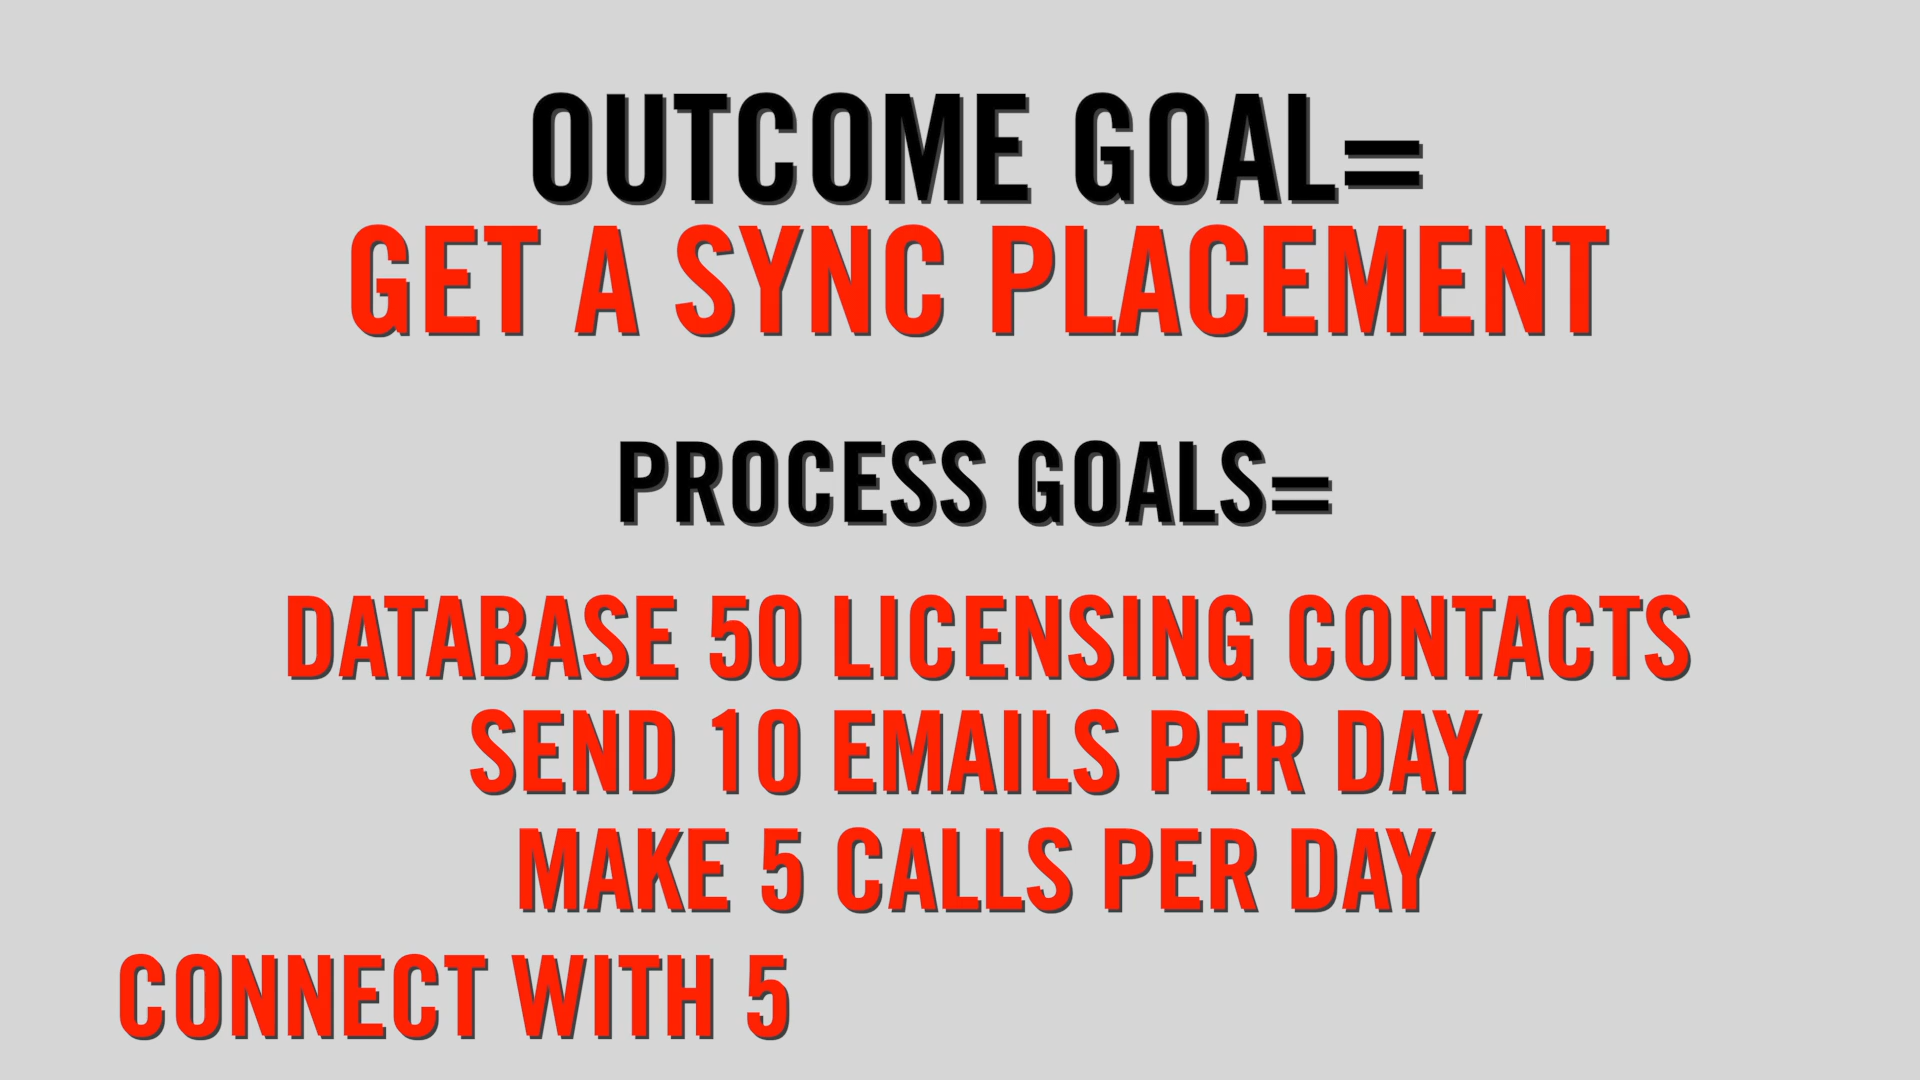 OUTCOME GOAL=
GET A SYNC PLACEMENT
PROCESS GOALS=
DATABASE 50 LICENSING CONTACTS
SEND 10 EMAILS PER DAY
MAKE 5 CALLS PER DAY
CONNECT WITH 5